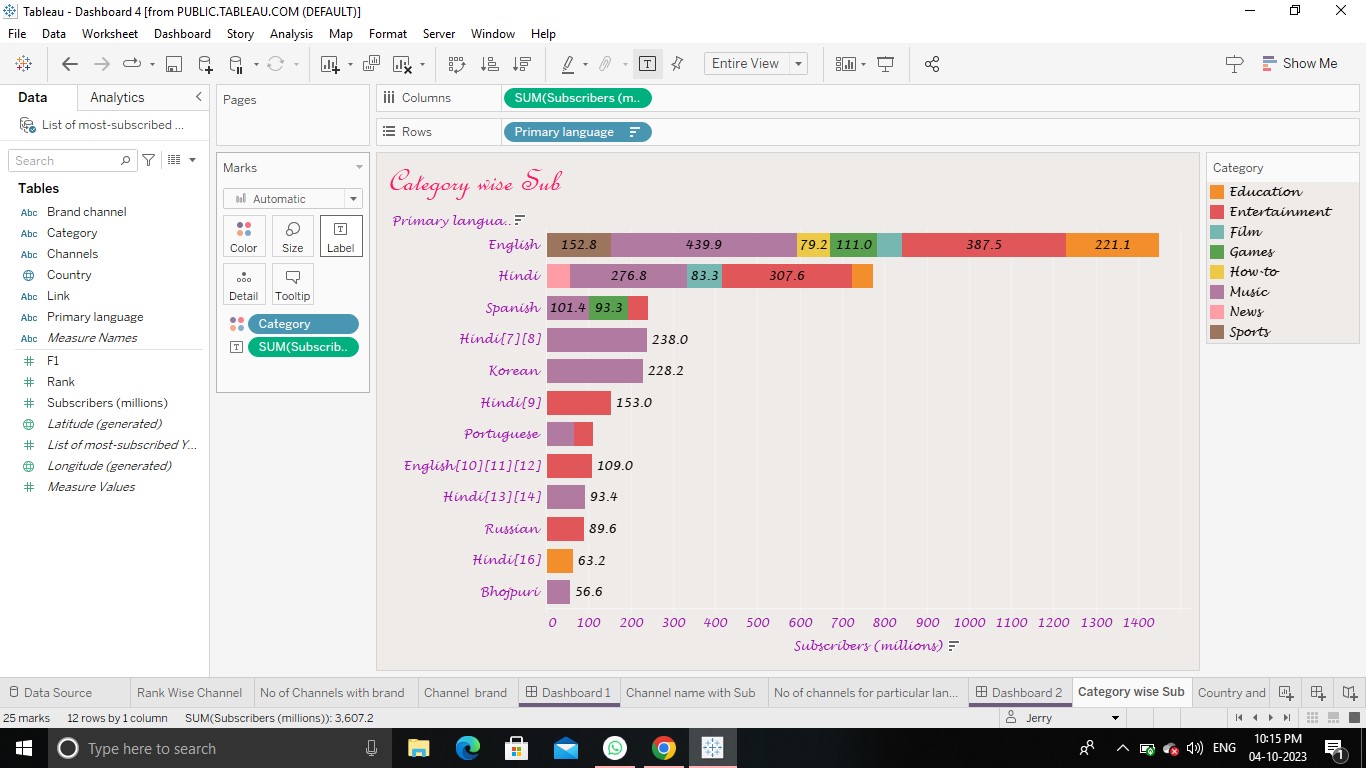 Tableau - Dashboard 4 [from PUBLIC.TABLEAU.COM (DEFAULT)]
File Data Worksheet Dashboard Story Analysis Map Format Server Window Help
Entire View
Show Me
Data Analytics
List of most-subscribed ...
Search
Tables
Abc Brand channel
Abc Category
Abc Channels
Country
Abc Link
Abc Primary language
Abc Measure Names
F1
Rank
Subscribers (millions)
Latitude (generated)
List of most-subscribed Y...
Longitude (generated)
Measure Values
Pages
Marks
Automatic
Color Size Label
Detail Tooltip
Category
SUM(Subscrib..
Columns SUM(Subscribers (m..
Rows Primary language
Category wise Sub
Primary langua..
English 152.8 439.9 79.2 111.0 387.5 221.1
Hindi 276.8 83.3 307.6
Spanish 101.4 93.3
Hindi[7][8] 238.0
Korean 228.2
Hindi[9] 153.0
Portuguese
English[10][11][12] 109.0
Hindi[13][14] 93.4
Russian 89.6
Hindi[16] 63.2
Bhojpuri 56.6
0 100 200 300 400 500 600 700 800 900 1000 1100 1200 1300 1400
Subscribers (millions)
Category
Education
Entertainment
Film
Games
How-to
Music
News
Sports
Data Source Rank Wise Channel No of Channels with brand Channel brand Dashboard 1 Channel name with Sub No of channels for particular lan... Dashboard 2 Category wise Sub Country and
25 marks 12 rows by 1 column SUM(Subscribers (millions)): 3,607.2 Jerry
Type here to search
ENG
10:15 PM
04-10-2023
1